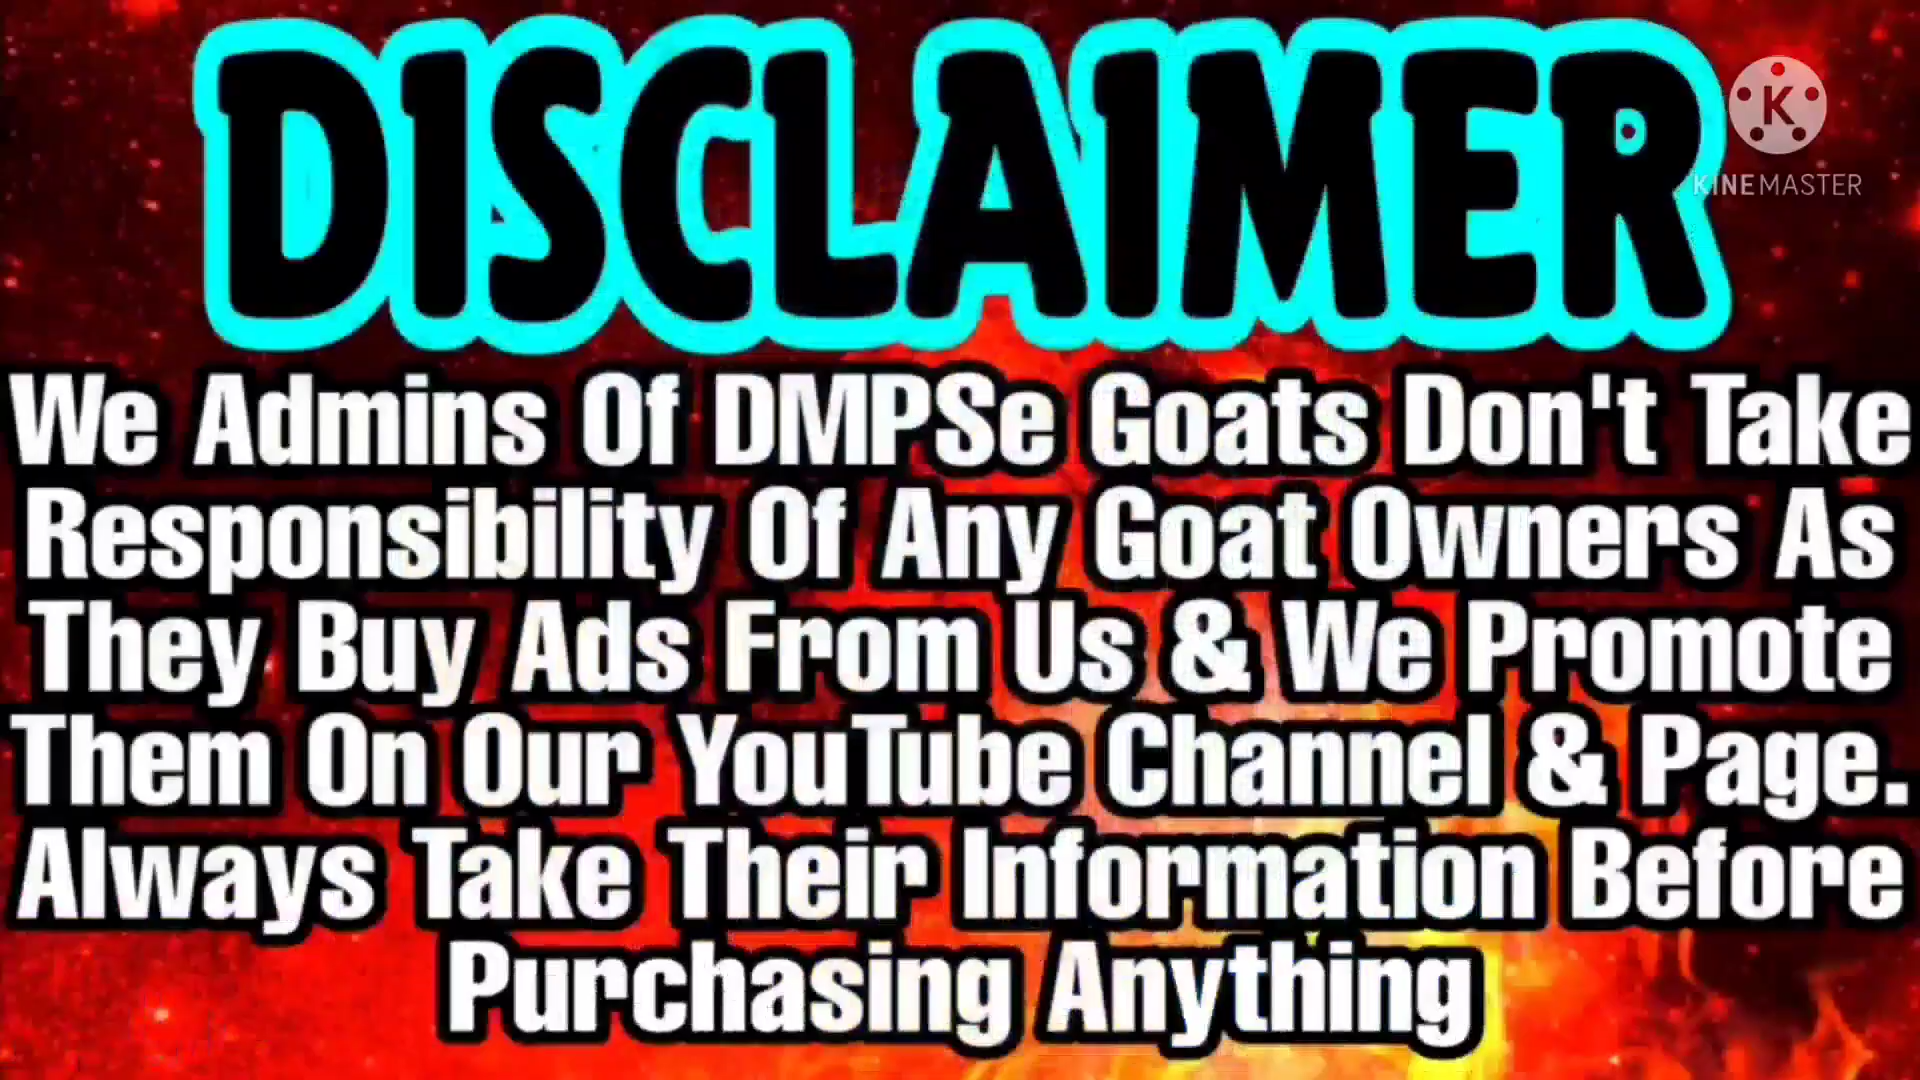 DISCLAIMER
K
KINEMASTER
We Admins Of DMPSe Goats Don't Take
Responsibility Of Any Goat Owners As
They Buy Ads From Us & We Promote
Them On Our YouTube Channel & Page.
Always Take Their Information Before
Purchasing Anything